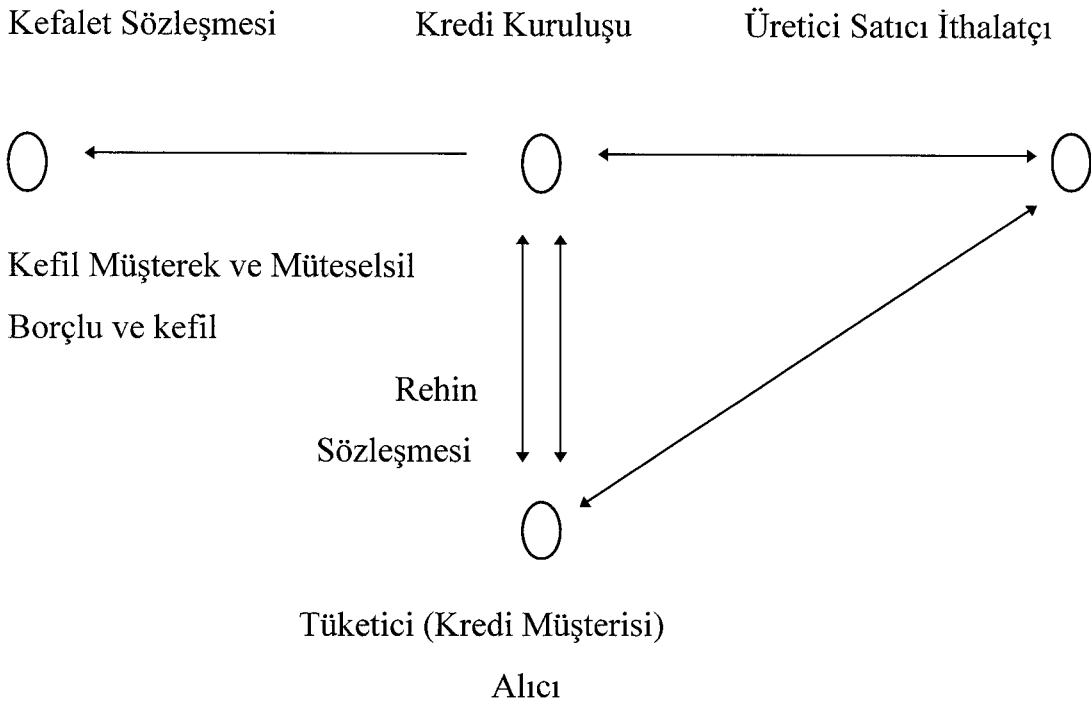 Kefalet Sözleşmesi
Kredi Kuruluşu
Üretici Satıcı İthalatçı
Kefil Müşterek ve Müteselsil
Borçlu ve kefil
Rehin
Sözleşmesi
Tüketici (Kredi Müşterisi)
Alıcı